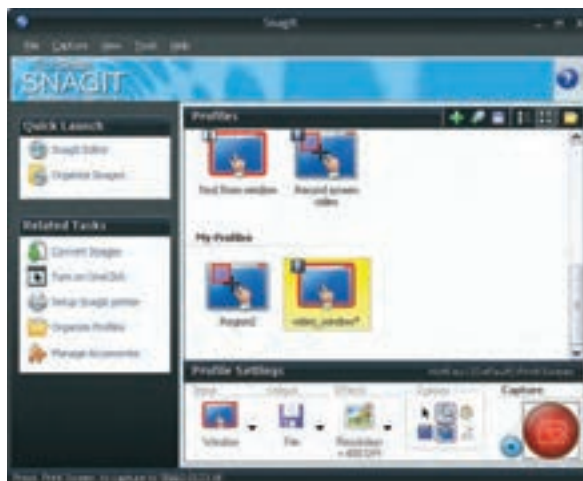 SnagIt
File Capture View Tools Help
SNAGIT
Quick Launch
SnagIt Editor
Organize Images
Related Tasks
Convert Images
Turn on OneClick
Setup SnagIt printer
Organize Profiles
Manage Accessories
Profiles
Text from window
Record screen video
My Profiles
Region2
video_window*
Profile Settings
Input
Output
Effects
Options
Capture
Window
File
Resolution